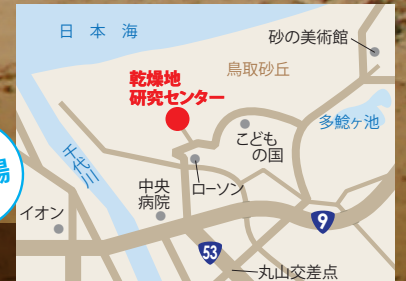 日本海
砂の美術館
鳥取砂丘
乾燥地
研究センター
多鯰ヶ池
こども
の国
千代川
場
中央
病院
ローソン
イオン
9
53
丸山交差点